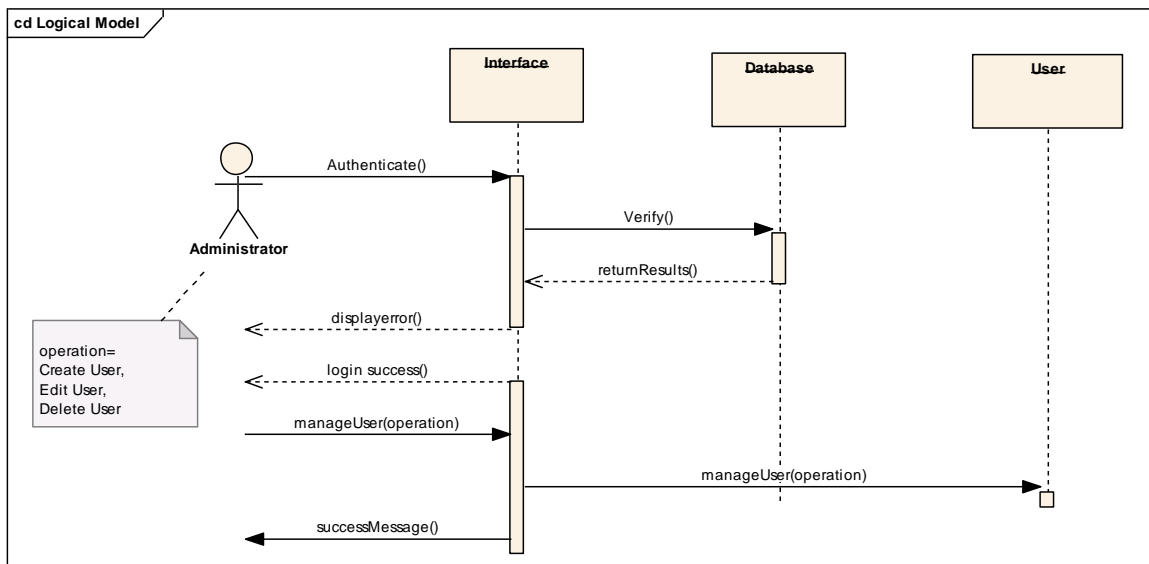 cd Logical Model
Interface
Database
User
Authenticate()
Verify()
Administrator
returnResults()
displayerror()
operation=
Create User,
Edit User,
Delete User
login success()
manageUser(operation)
manageUser(operation)
successMessage()